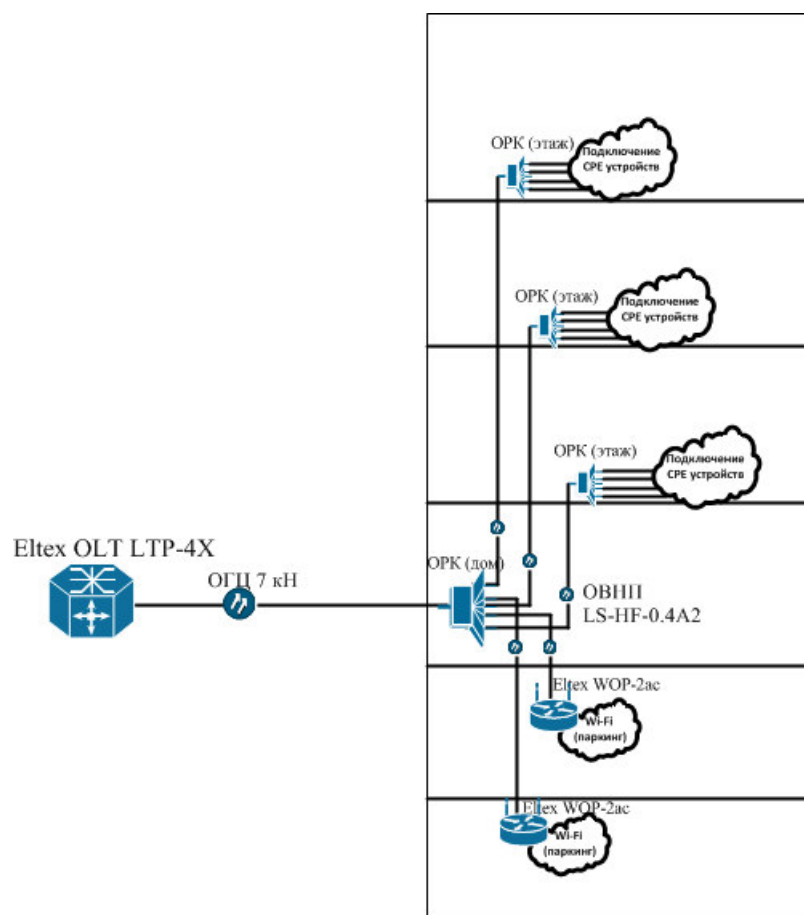 ОРК (этаж)
Подключение
CPE устройств
ОРК (этаж)
Подключение
CPE устройств
ОРК (этаж)
Подключение
CPE устройств
Eltex OLT LTP-4X
ОГЦ 7 кН
ОРК (дом)
ОВНП
LS-HF-0.4A2
Eltex WOP-2ac
Wi-Fi
(паркинг)
Eltex WOP-2ac
Wi-Fi
(паркинг)